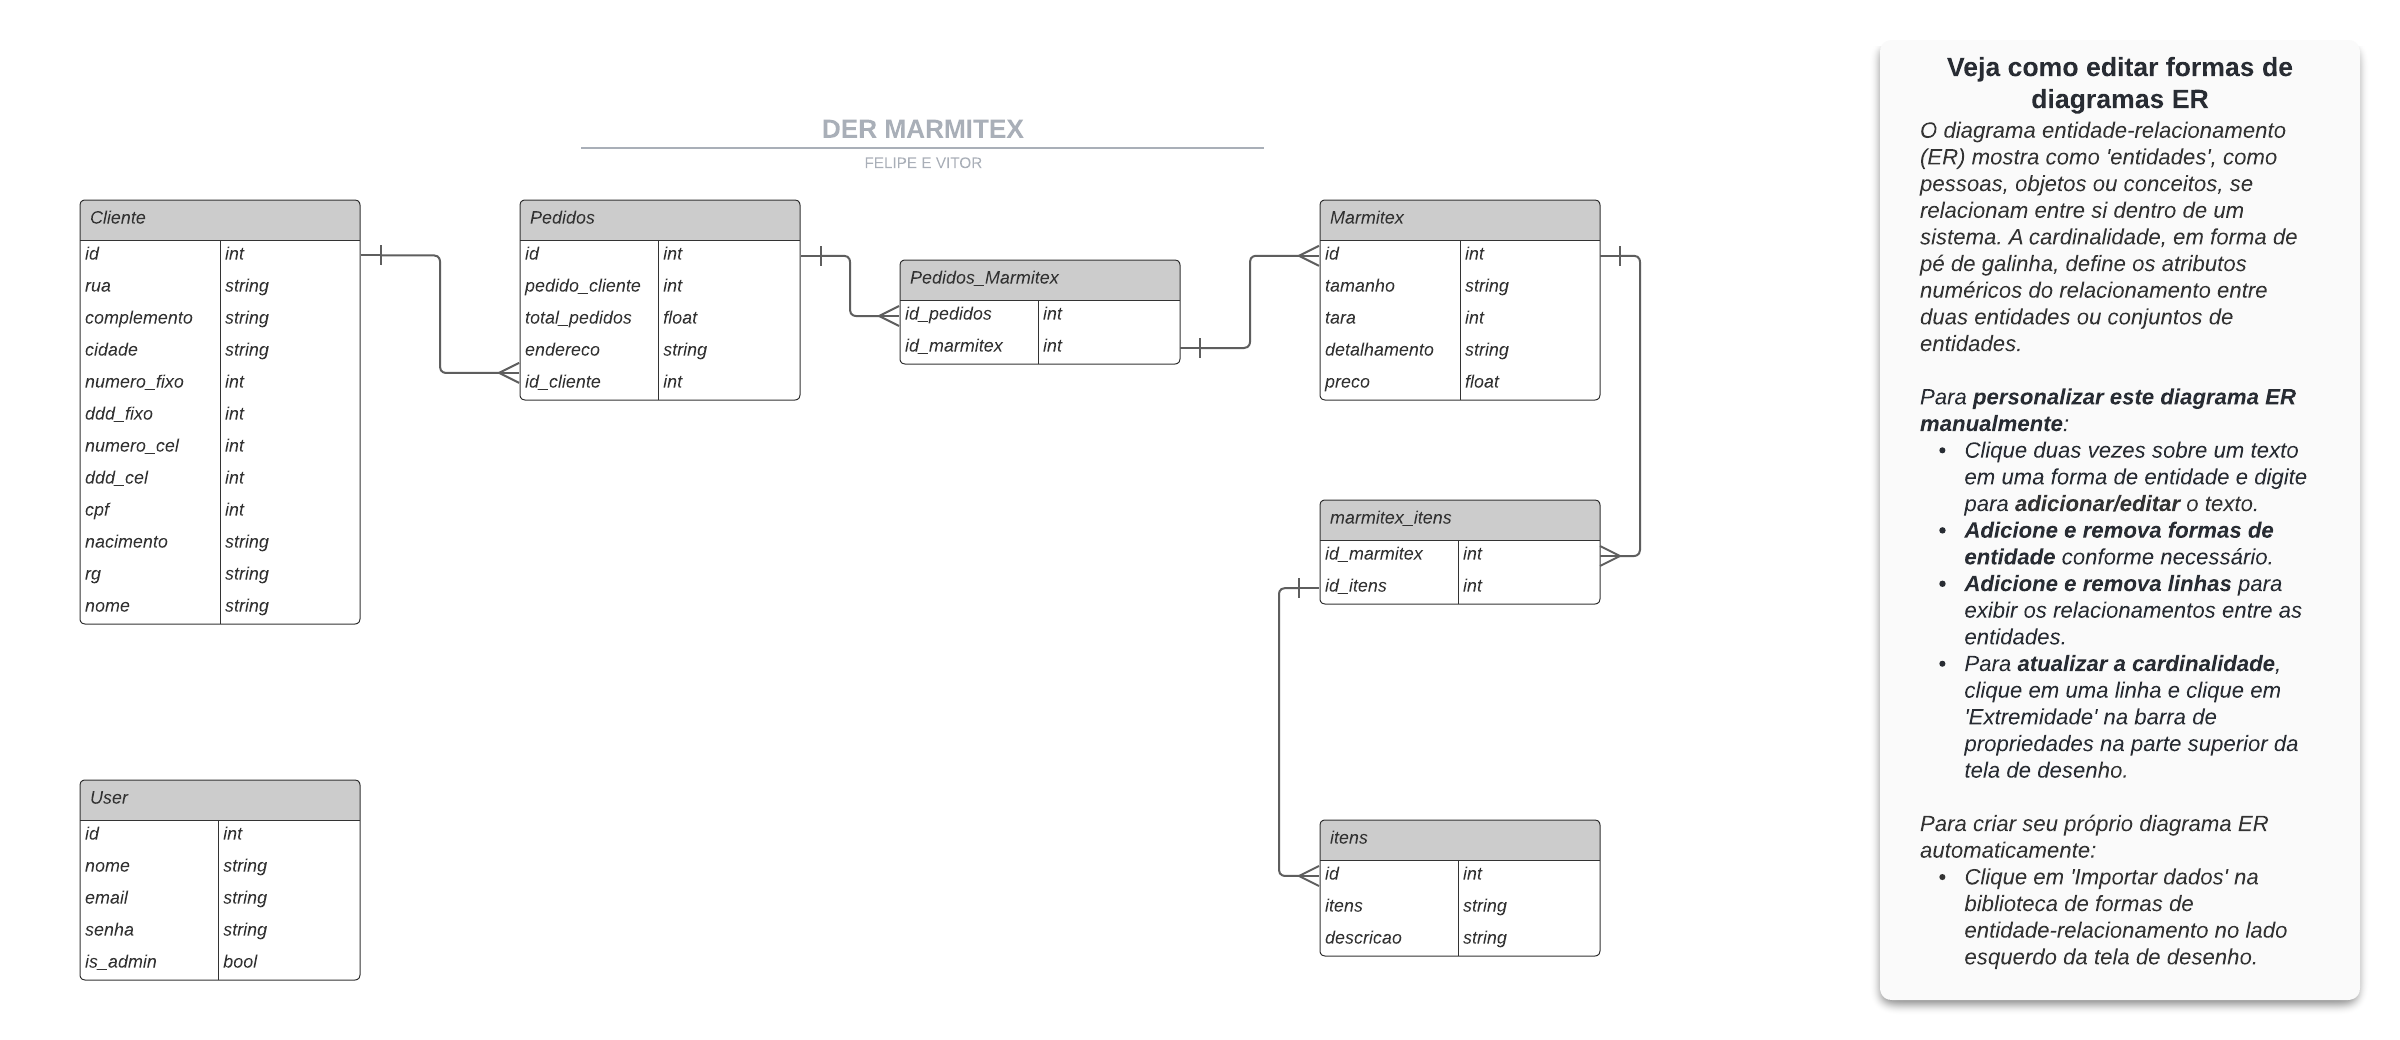 DER MARMITEX
FELIPE E VITOR
Cliente
id int
rua string
complemento string
cidade string
numero_fixo int
ddd_fixo int
numero_cel int
ddd_cel int
cpf int
nacimento string
rg string
nome string
Pedidos
id int
pedido_cliente int
total_pedidos float
endereco string
id_cliente int
Pedidos_Marmitex
id_pedidos int
id_marmitex int
Marmitex
id int
tamanho string
tara int
detalhamento string
preco float
marmitex_itens
id_marmitex int
id_itens int
User
id int
nome string
email string
senha string
is_admin bool
itens
id int
itens string
descricao string
Veja como editar formas de
diagramas ER
O diagrama entidade-relacionamento
(ER) mostra como 'entidades', como
pessoas, objetos ou conceitos, se
relacionam entre si dentro de um
sistema. A cardinalidade, em forma de
pé de galinha, define os atributos
numéricos do relacionamento entre
duas entidades ou conjuntos de
entidades.
Para personalizar este diagrama ER
manualmente:
• Clique duas vezes sobre um texto
em uma forma de entidade e digite
para adicionar/editar o texto.
• Adicione e remova formas de
entidade conforme necessário.
• Adicione e remova linhas para
exibir os relacionamentos entre as
entidades.
• Para atualizar a cardinalidade,
clique em uma linha e clique em
'Extremidade' na barra de
propriedades na parte superior da
tela de desenho.
Para criar seu próprio diagrama ER
automaticamente:
• Clique em 'Importar dados' na
biblioteca de formas de
entidade-relacionamento no lado
esquerdo da tela de desenho.